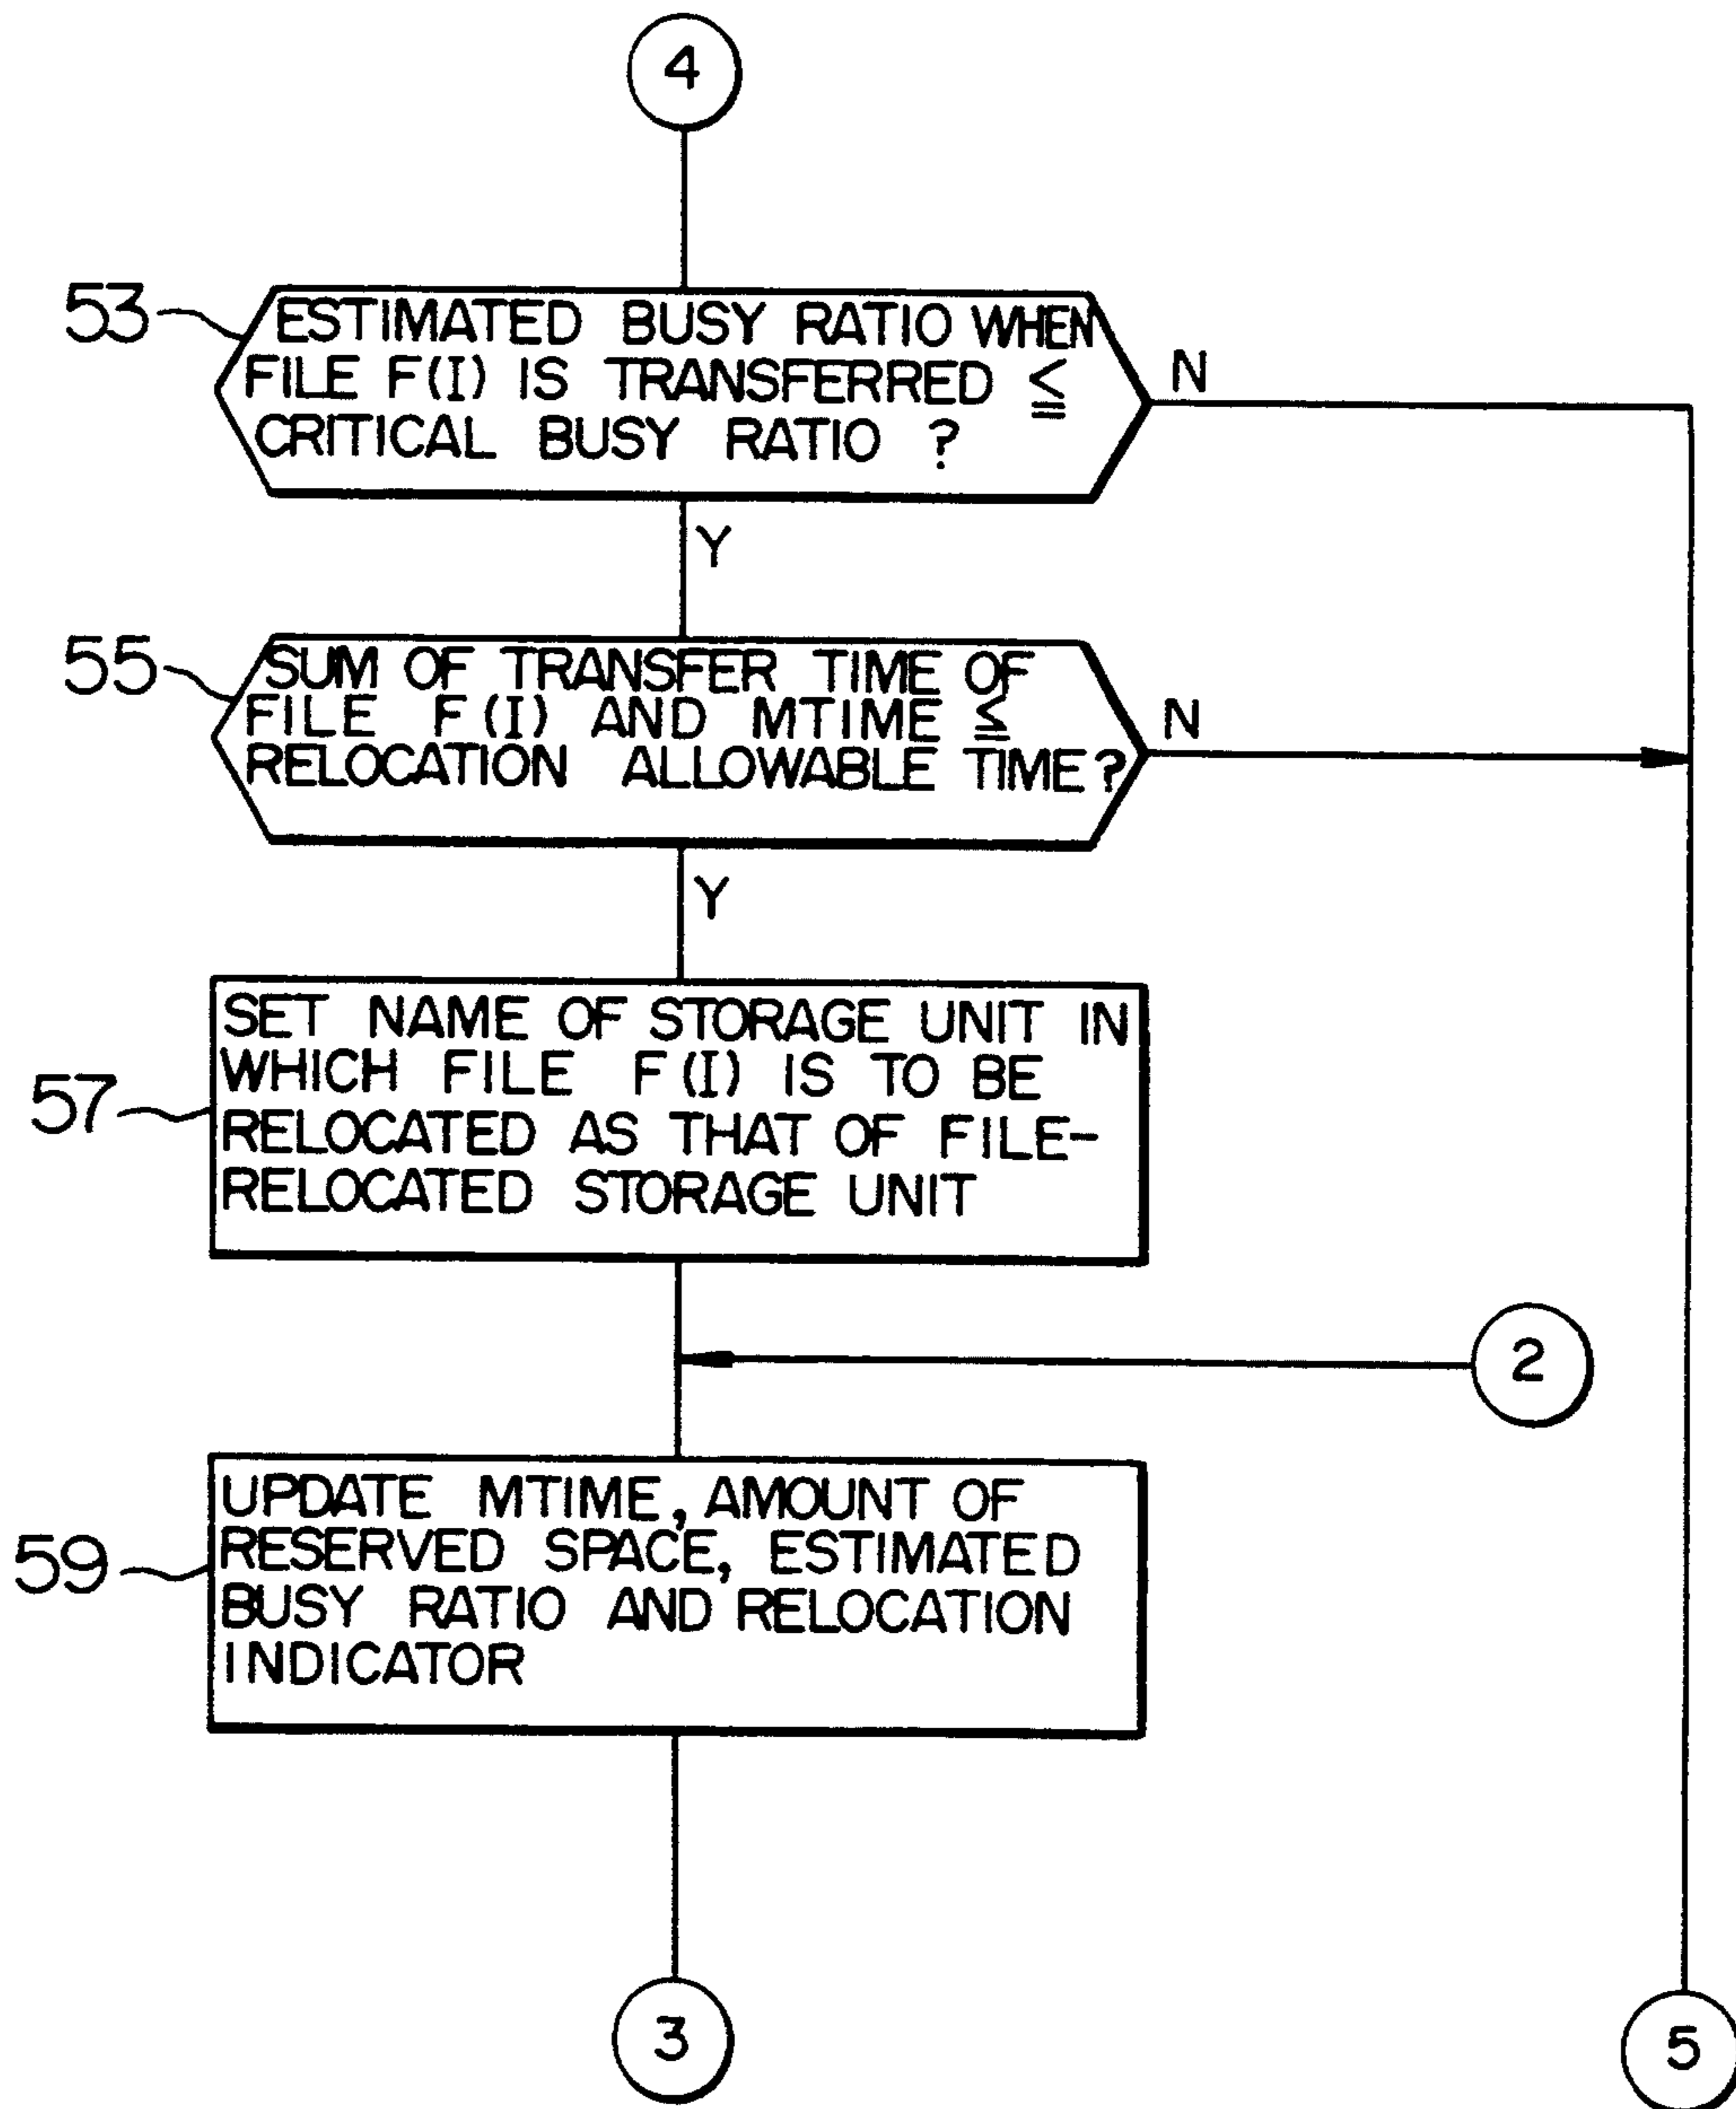 4
53
ESTIMATED BUSY RATIO WHEN
FILE F(I) IS TRANSFERRED ≦
CRITICAL BUSY RATIO ?
N
Y
55
SUM OF TRANSFER TIME OF
FILE F(I) AND MTIME ≦
RELOCATION ALLOWABLE TIME?
N
Y
57
SET NAME OF STORAGE UNIT IN
WHICH FILE F(I) IS TO BE
RELOCATED AS THAT OF FILE-
RELOCATED STORAGE UNIT
2
59
UPDATE MTIME, AMOUNT OF
RESERVED SPACE, ESTIMATED
BUSY RATIO AND RELOCATION
INDICATOR
3
5